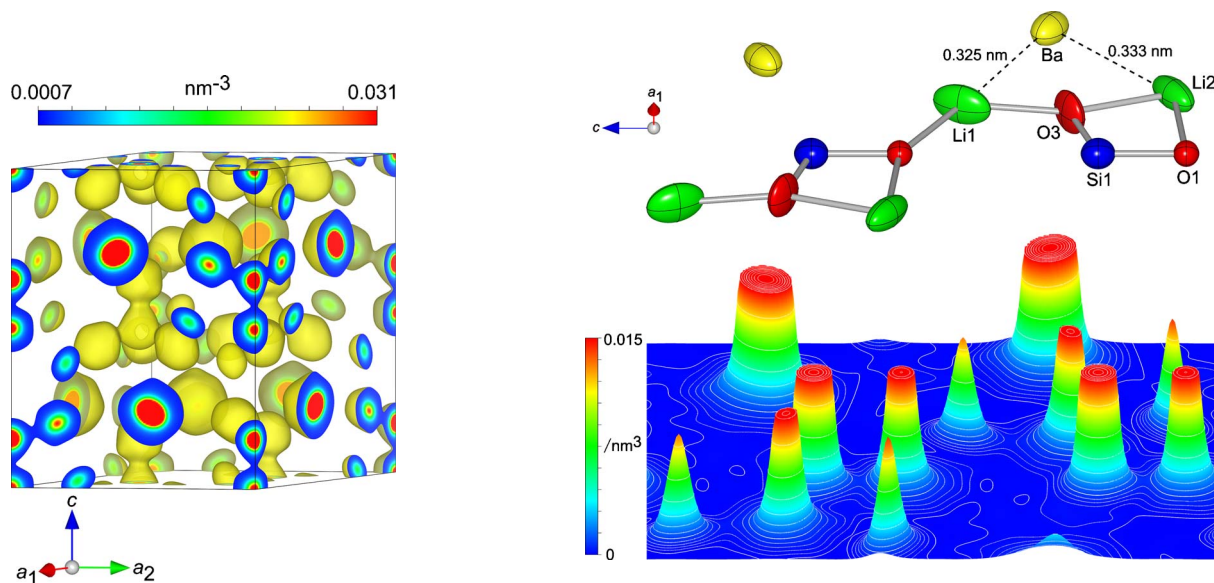 nm-3
0.0007
0.031
c
a1
a2
0.325 nm
0.333 nm
Ba
Li2
a1
c
Li1
O3
Si1
O1
0.015
/nm3
0